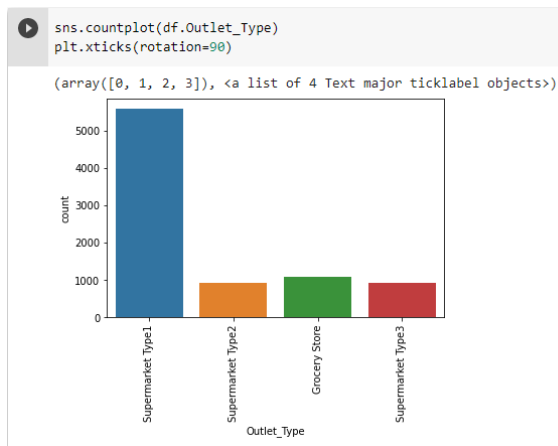 sns.countplot(df.Outlet_Type)
plt.xticks(rotation=90)
(array([0, 1, 2, 3]), <a list of 4 Text major ticklabel objects>)
5000
4000
3000
2000
1000
0
count
Supermarket Type1
Supermarket Type2
Grocery Store
Supermarket Type3
Outlet_Type